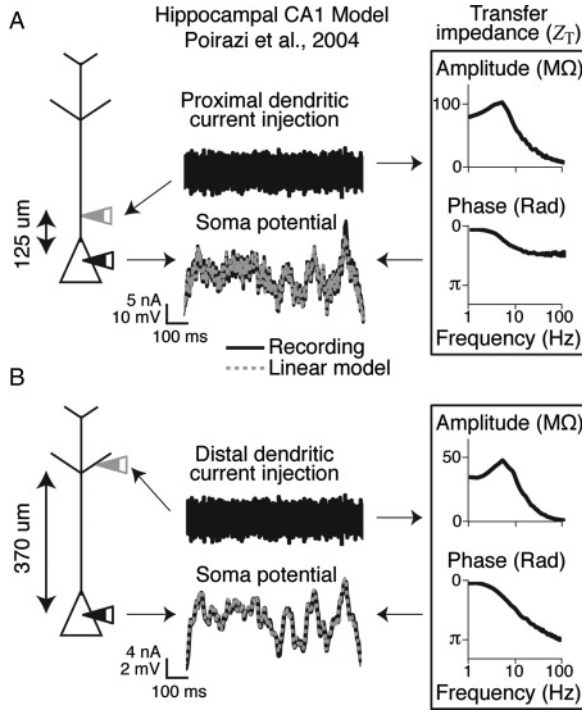 A
Hippocampal CA1 Model
Poirazi et al., 2004
Transfer
impedance (ZT)
Proximal dendritic
current injection
125 um
Soma potential
5 nA
10 mV
100 ms
Amplitude (MΩ)
100
0
Phase (Rad)
0
π
1 10 100
Frequency (Hz)
Recording
Linear model
B
Distal dendritic
current injection
370 um
Soma potential
4 nA
2 mV
100 ms
Amplitude (MΩ)
50
0
Phase (Rad)
0
π
1 10 100
Frequency (Hz)